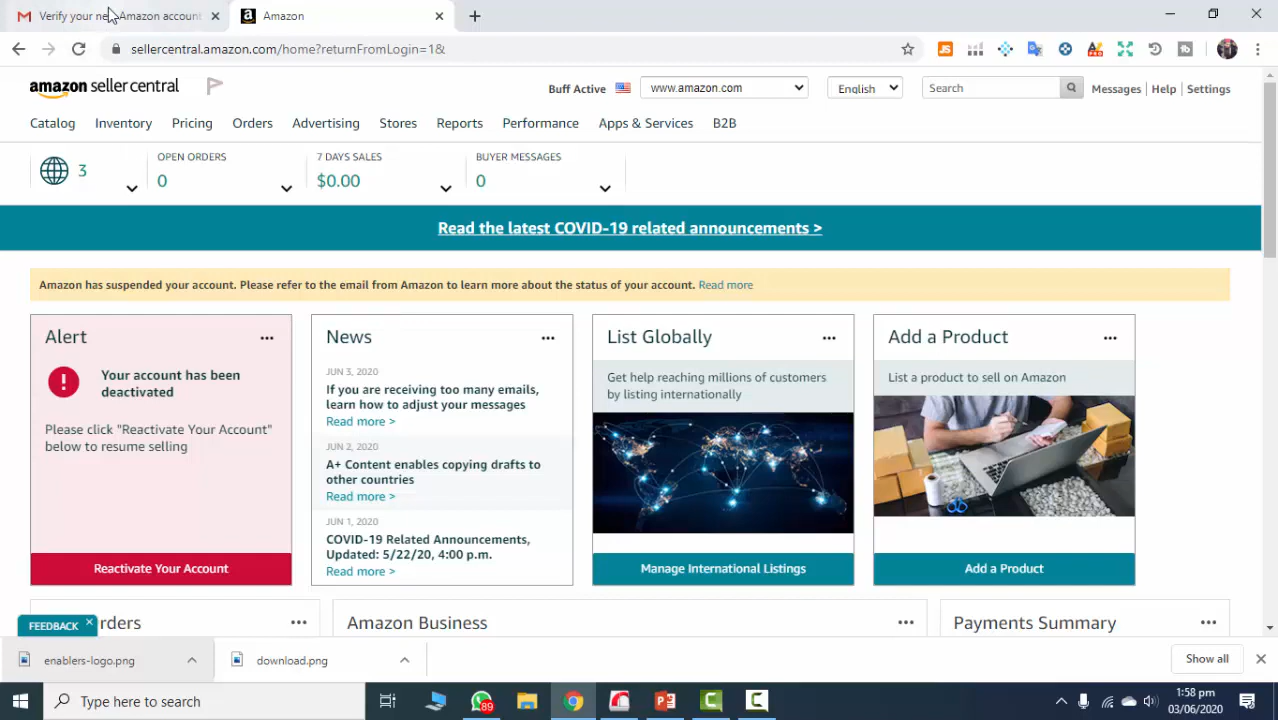 Verify your new Amazon account
Amazon
sellercentral.amazon.com/home?returnFromLogin=1&
amazon seller central
Buff Active
www.amazon.com
English
Search
Messages | Help | Settings
Catalog Inventory Pricing Orders Advertising Stores Reports Performance Apps & Services B2B
3
OPEN ORDERS
0
7 DAYS SALES
$0.00
BUYER MESSAGES
0
Read the latest COVID-19 related announcements >
Amazon has suspended your account. Please refer to the email from Amazon to learn more about the status of your account. Read more
Alert
Your account has been
deactivated
Please click "Reactivate Your Account"
below to resume selling
Reactivate Your Account
News
JUN 3, 2020
If you are receiving too many emails,
learn how to adjust your messages
Read more >
JUN 2, 2020
A+ Content enables copying drafts to
other countries
Read more >
JUN 1, 2020
COVID-19 Related Announcements,
Updated: 5/22/20, 4:00 p.m.
Read more >
List Globally
Get help reaching millions of customers
by listing internationally
Manage International Listings
Add a Product
List a product to sell on Amazon
Add a Product
FEEDBACK
rders
Amazon Business
Payments Summary
enablers-logo.png
download.png
Show all
Type here to search
89
1:58 pm
03/06/2020